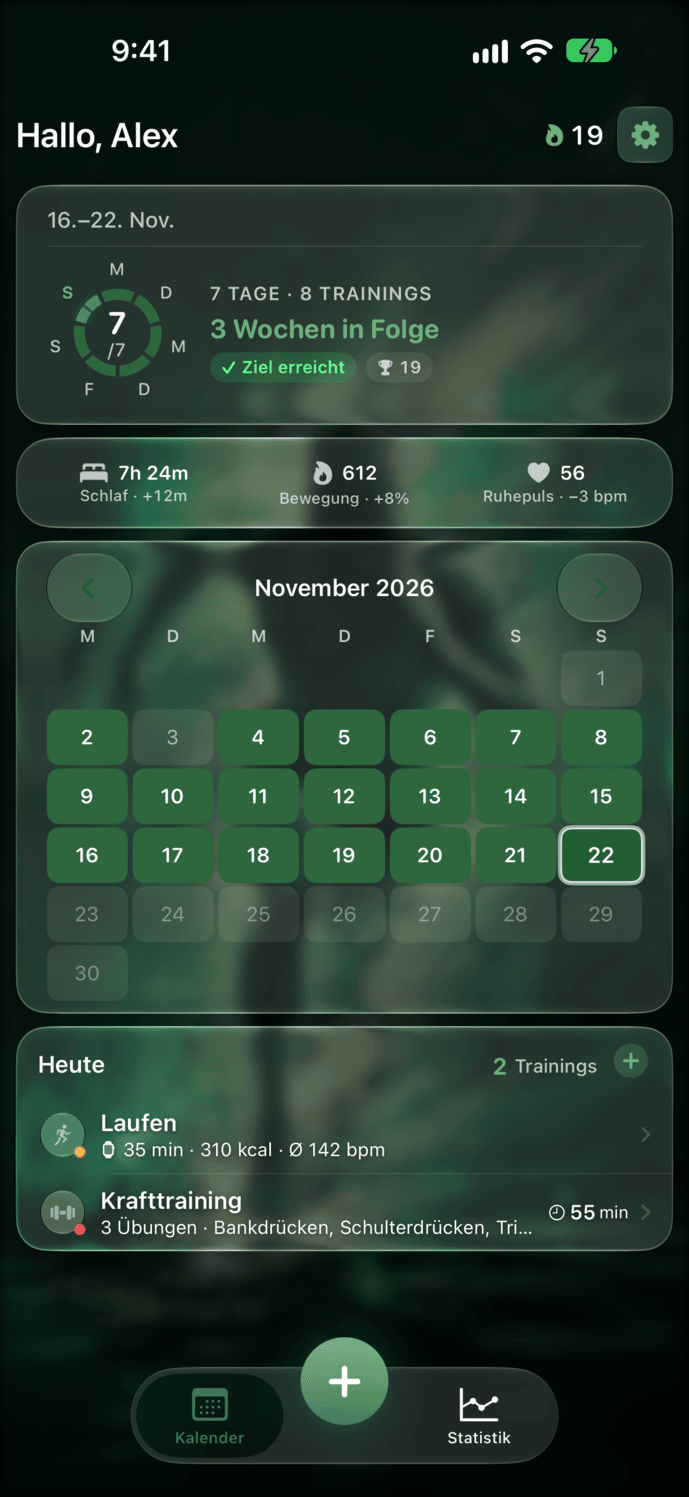 9:41
Hallo, Alex
19
16.–22. Nov.
M
S D
S M
F D
7
/7
7 TAGE · 8 TRAININGS
3 Wochen in Folge
Ziel erreicht 19
7h 24m 612 56
Schlaf · +12m Bewegung · +8% Ruhepuls · −3 bpm
November 2026
M D M D F S S
1
2 3 4 5 6 7 8
9 10 11 12 13 14 15
16 17 18 19 20 21 22
23 24 25 26 27 28 29
30
Heute 2 Trainings
Laufen
35 min · 310 kcal · Ø 142 bpm
Krafttraining
3 Übungen · Bankdrücken, Schulterdrücken, Tri...
55 min
Kalender Statistik